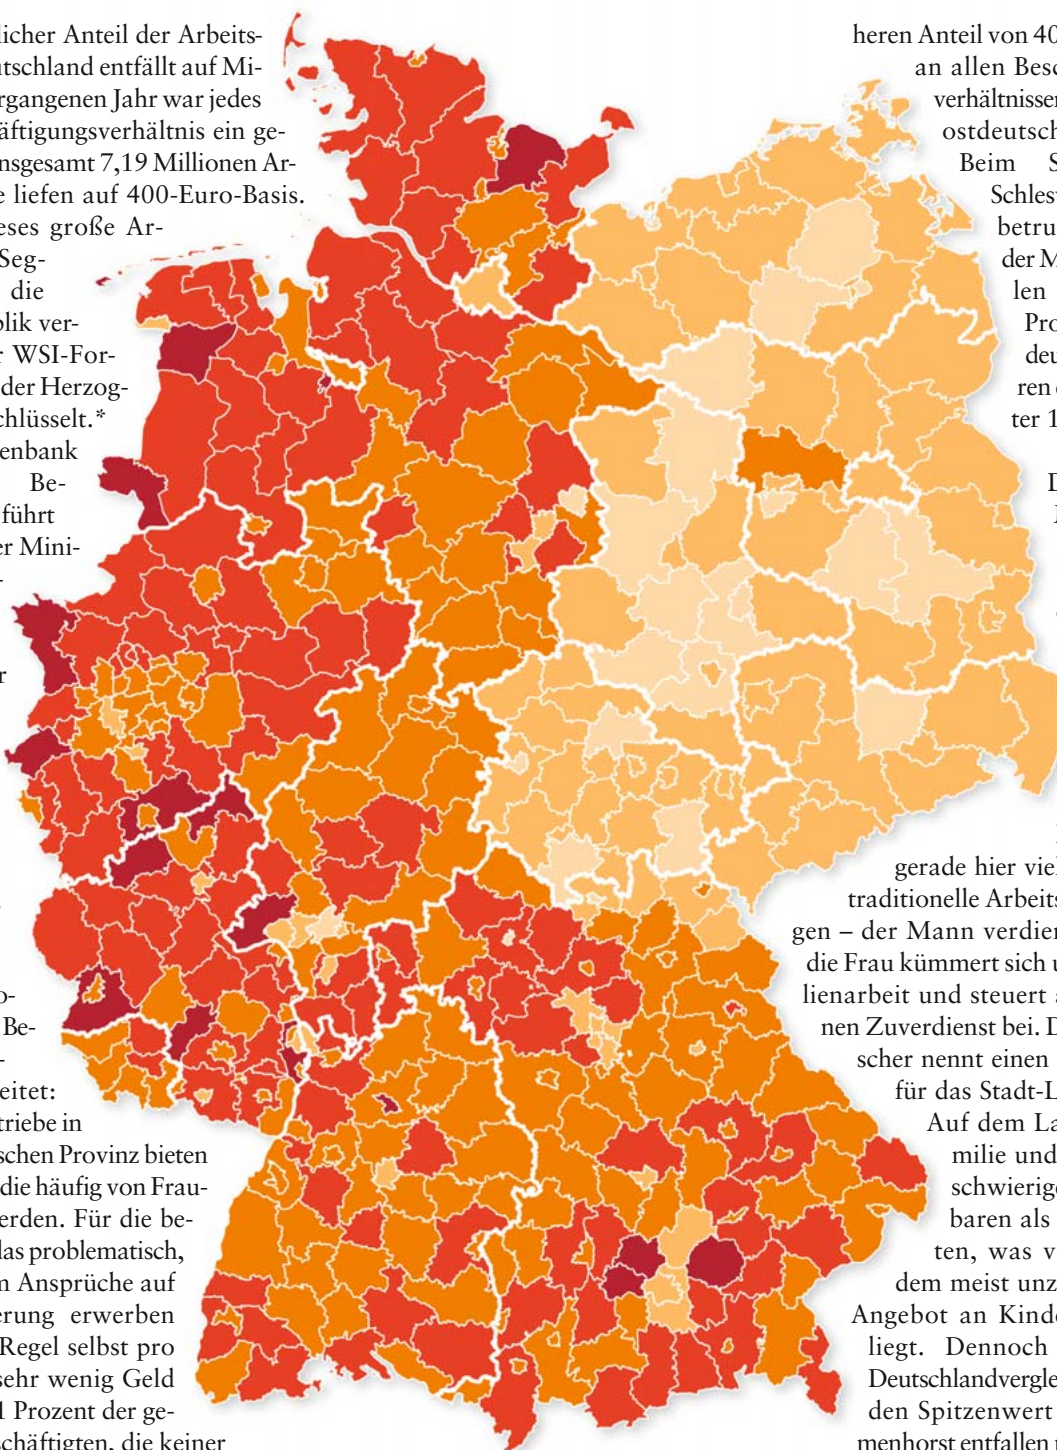 licher Anteil der Arbeits-
utschland entfällt auf Mi-
rgangenen Jahr war jedes
äftigungsverhältnis ein ge-
nsgesamt 7,19 Millionen Ar-
e liefen auf 400-Euro-Basis.
eses große Ar-
Seg-
die
blik ver-
r WSI-For-
der Herzog-
chlüsselt.*
enbank
Be-
führt
er Mini-
-
r
o-
Be-
-
eitet:
triebe in
schen Provinz bieten
die häufig von Frau-
erden. Für die be-
las problematisch,
n Ansprüche auf
erung erwerben
Regel selbst pro
sehr wenig Geld
1 Prozent der ge-
schäftigten, die keiner
heren Anteil von 40
an allen Besc
verhältnissen
ostdeutsch
Beim S
Schlesw
betru
der M
len
Pro
deu
ren
ter 1
D
gerade hier viel
traditionelle Arbeits
gen – der Mann verdien
die Frau kümmert sich u
lienarbeit und steuert a
nen Zuverdienst bei. D
scher nennt einen
für das Stadt-L
Auf dem La
milie und
schwierige
baren als
ten, was v
dem meist unz
Angebot an Kinde
liegt. Dennoch
Deutschlandvergle
den Spitzenwert
menhorst entfallen